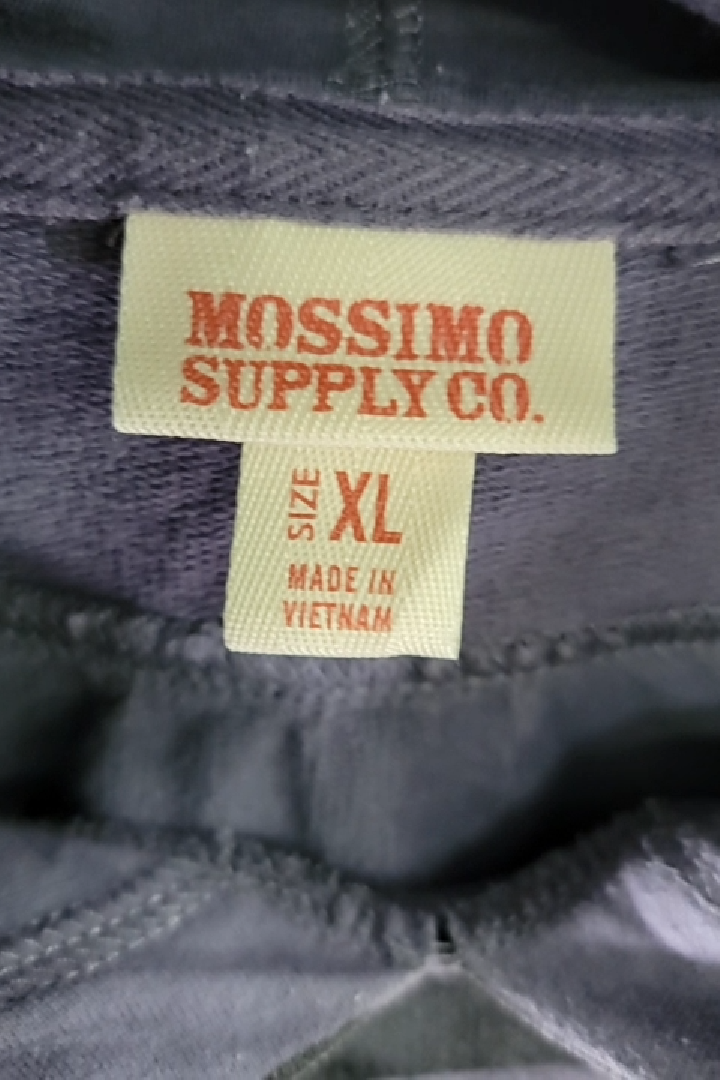 MOSSIMO
SUPPLY CO.
SIZE XL
MADE IN
VIETNAM